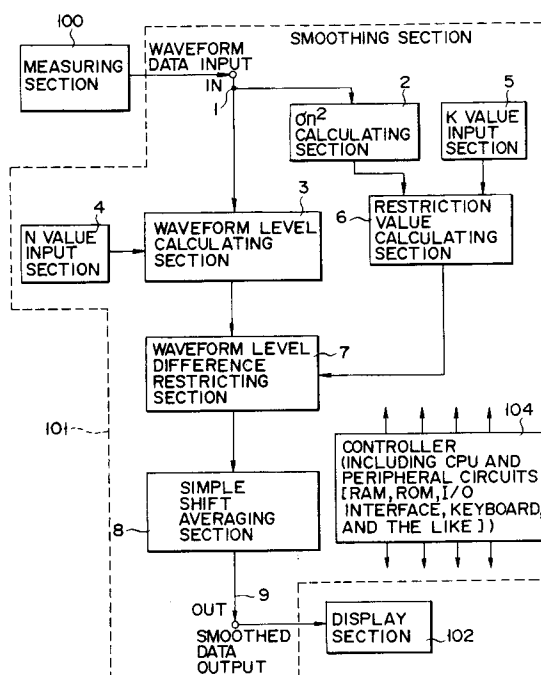 100
MEASURING
SECTION
WAVEFORM
DATA INPUT
IN
1
SMOOTHING SECTION
2
σn²
CALCULATING
SECTION
5
K VALUE
INPUT
SECTION
4
N VALUE
INPUT
SECTION
3
WAVEFORM LEVEL
CALCULATING
SECTION
6
RESTRICTION
VALUE
CALCULATING
SECTION
7
WAVEFORM LEVEL
DIFFERENCE
RESTRICTING
SECTION
101
104
CONTROLLER
(INCLUDING CPU AND
PERIPHERAL CIRCUITS
[RAM, ROM, I/O
INTERFACE, KEYBOARD,
AND THE LIKE])
8
SIMPLE
SHIFT
AVERAGING
SECTION
9
OUT
SMOOTHED
DATA
OUTPUT
DISPLAY
SECTION
102